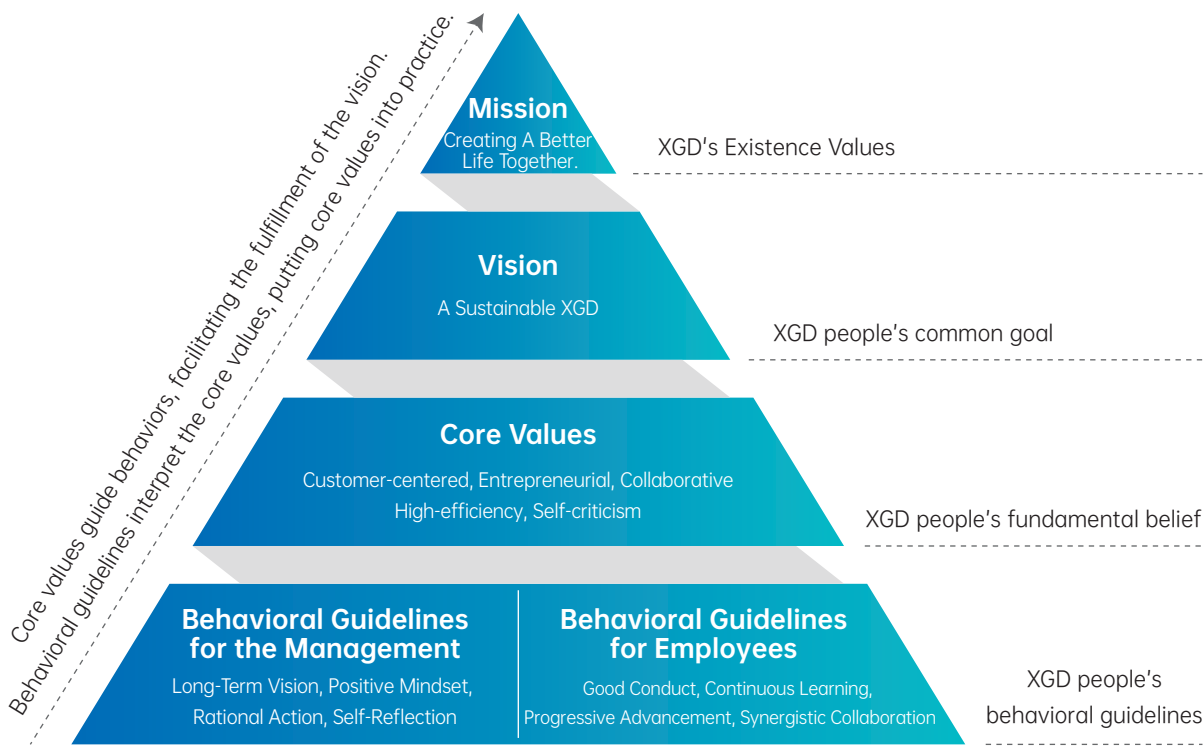 Core values guide behaviors, facilitating the fulfillment of the vision.
Behavioral guidelines interpret the core values, putting core values into practice.
Mission
Creating A Better
Life Together.
XGD's Existence Values
Vision
A Sustainable XGD
XGD people's common goal
Core Values
Customer-centered, Entrepreneurial, Collaborative
High-efficiency, Self-criticism
XGD people's fundamental belief
Behavioral Guidelines
for the Management
Long-Term Vision, Positive Mindset,
Rational Action, Self-Reflection
Behavioral Guidelines
for Employees
Good Conduct, Continuous Learning,
Progressive Advancement, Synergistic Collaboration
XGD people's
behavioral guidelines